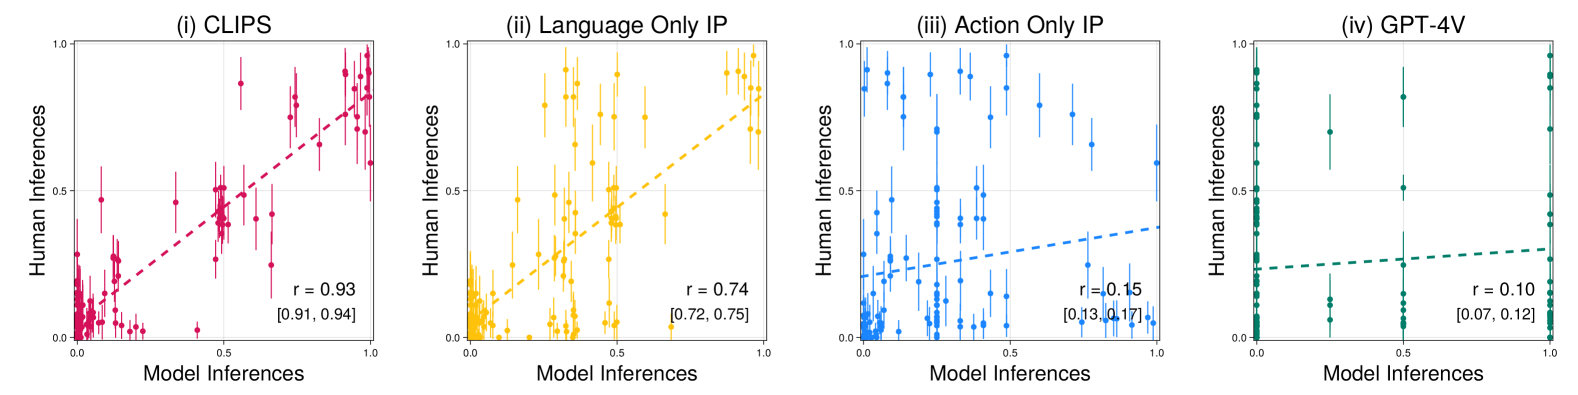 (i) CLIPS
Human Inferences
1.0
0.5
0.0
r = 0.93
[0.91, 0.94]
0.0 0.5 1.0
Model Inferences
(ii) Language Only IP
Human Inferences
1.0
0.5
0.0
r = 0.74
[0.72, 0.75]
0.0 0.5 1.0
Model Inferences
(iii) Action Only IP
Human Inferences
1.0
0.5
0.0
r = 0.15
[0.13, 0.17]
0.0 0.5 1.0
Model Inferences
(iv) GPT-4V
Human Inferences
1.0
0.5
0.0
r = 0.10
[0.07, 0.12]
0.0 0.5 1.0
Model Inferences